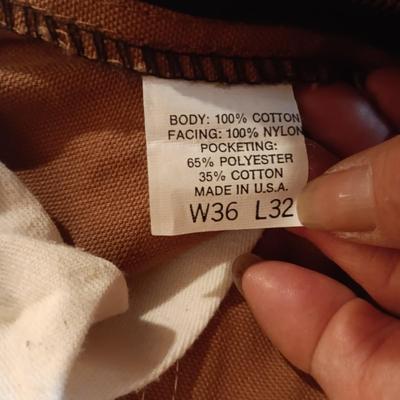 BODY: 100% COTTON
FACING: 100% NYLON
POCKETING:
65% POLYESTER
35% COTTON
MADE IN U.S.A.
W36 L32